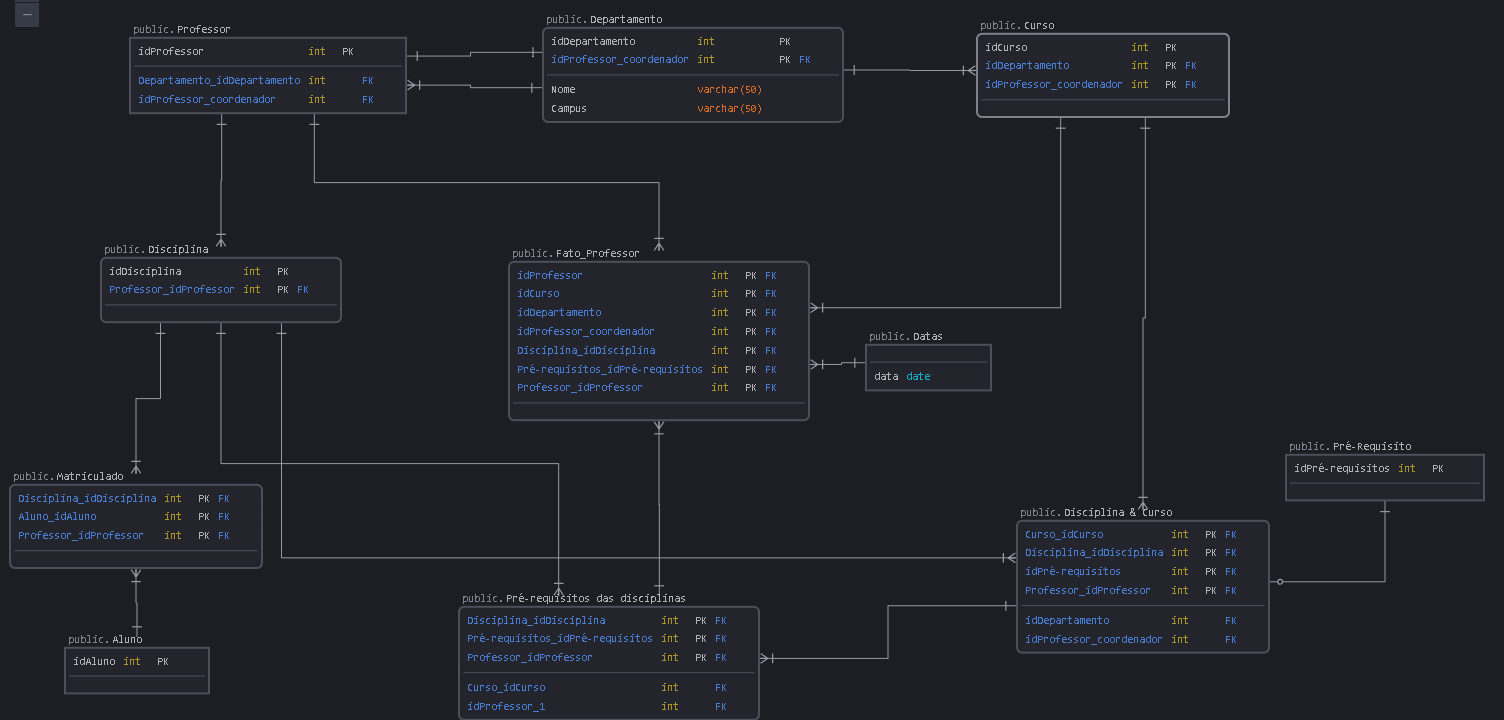 public.Professor
idProfessor int PK
Departamento_idDepartamento int FK
idProfessor_coordenador int FK
public.Departamento
idDepartamento int PK
idProfessor_coordenador int PK FK
Nome varchar(50)
Campus varchar(50)
public.Curso
idCurso int PK
idDepartamento int PK FK
idProfessor_coordenador int PK FK
public.Disciplina
idDisciplina int PK
Professor_idProfessor int PK FK
public.Fato_Professor
idProfessor int PK FK
idCurso int PK FK
idDepartamento int PK FK
idProfessor_coordenador int PK FK
Disciplina_idDisciplina int PK FK
Pré-requisitos_idPré-requisitos int PK FK
Professor_idProfessor int PK FK
public.Datas
data date
public.Pré-Requisito
idPré-requisitos int PK
public.Matriculado
Disciplina_idDisciplina int PK FK
Aluno_idAluno int PK FK
Professor_idProfessor int PK FK
public.Disciplina & Curso
Curso_idCurso int PK FK
Disciplina_idDisciplina int PK FK
idPré-requisitos int PK FK
Professor_idProfessor int PK FK
idDepartamento int FK
idProfessor_coordenador int FK
public.Pré-requisitos das disciplinas
Disciplina_idDisciplina int PK FK
Pré-requisitos_idPré-requisitos int PK FK
Professor_idProfessor int PK FK
Curso_idCurso int FK
idProfessor_1 int FK
public.Aluno
idAluno int PK